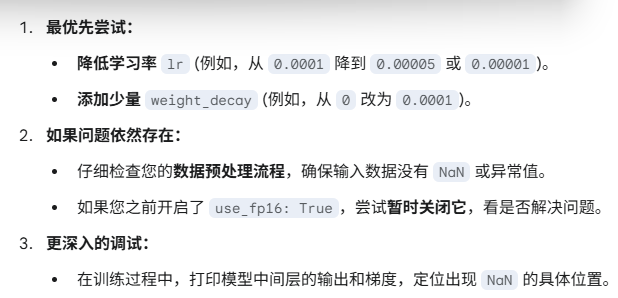 1. 最优先尝试：
• 降低学习率 lr (例如，从 0.0001 降到 0.00005 或 0.00001)。
• 添加少量 weight_decay (例如，从 0 改为 0.0001)。
2. 如果问题依然存在：
• 仔细检查您的数据预处理流程，确保输入数据没有 NaN 或异常值。
• 如果您之前开启了 use_fp16: True，尝试暂时关闭它，看是否解决问题。
3. 更深入的调试：
• 在训练过程中，打印模型中间层的输出和梯度，定位出现 NaN 的具体位置。